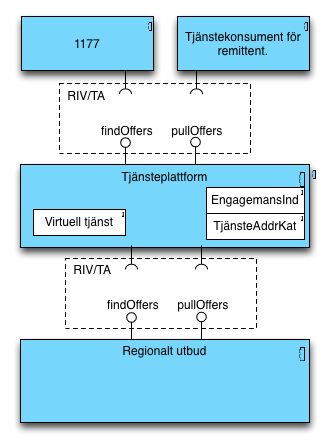 1177
Tjänstekonsument för
remittent.
RIV/TA
findOffers
pullOffers
Tjänsteplattform
EngagemansInd
Virtuell tjänst
TjänsteAddrKat
RIV/TA
findOffers
pullOffers
Regionalt utbud